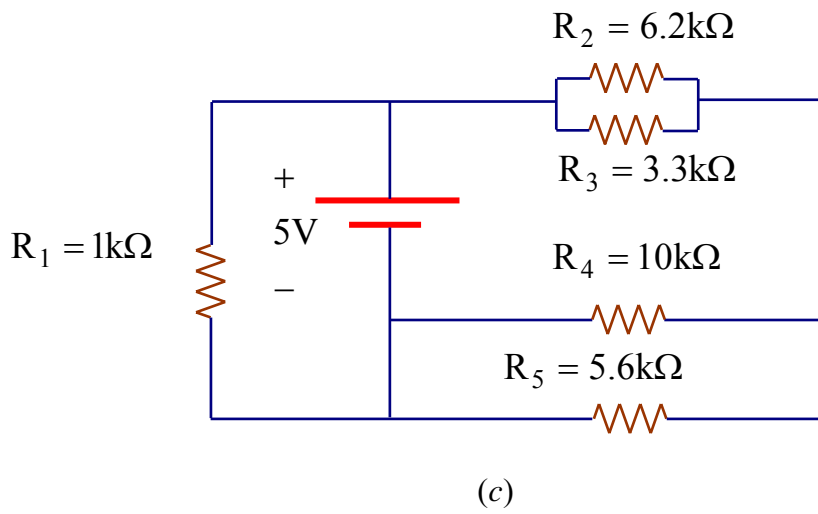 R₂ = 6.2kΩ
R₃ = 3.3kΩ
+
5V
−
R₁ = 1kΩ
R₄ = 10kΩ
R₅ = 5.6kΩ
(c)